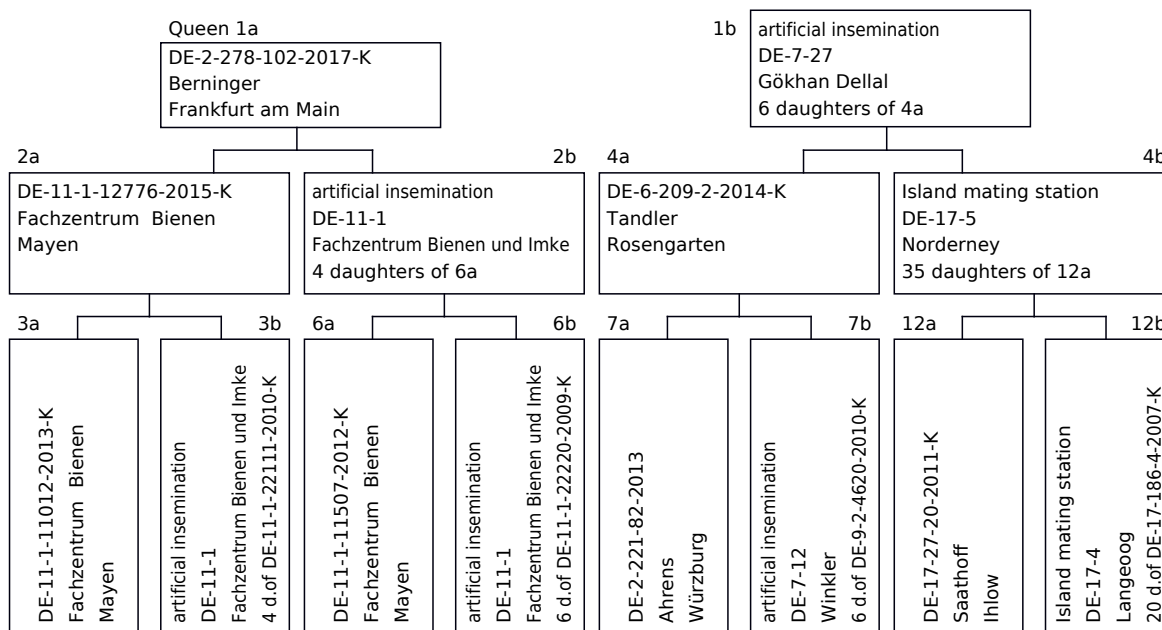 Queen 1a
DE-2-278-102-2017-K
Berninger
Frankfurt am Main
1b
artificial insemination
DE-7-27
Gökhan Dellal
6 daughters of 4a
2a
DE-11-1-12776-2015-K
Fachzentrum Bienen
Mayen
2b
artificial insemination
DE-11-1
Fachzentrum Bienen und Imke
4 daughters of 6a
4a
DE-6-209-2-2014-K
Tandler
Rosengarten
4b
Island mating station
DE-17-5
Norderney
35 daughters of 12a
3a
DE-11-1-11012-2013-K
Fachzentrum Bienen
Mayen
3b
artificial insemination
DE-11-1
Fachzentrum Bienen und Imke
4 d.of DE-11-1-22111-2010-K
6a
DE-11-1-11507-2012-K
Fachzentrum Bienen
Mayen
6b
artificial insemination
DE-11-1
Fachzentrum Bienen und Imke
6 d.of DE-11-1-22220-2009-K
7a
DE-2-221-82-2013
Ahrens
Würzburg
7b
artificial insemination
DE-7-12
Winkler
6 d.of DE-9-2-4620-2010-K
12a
DE-17-27-20-2011-K
Saathoff
Ihlow
12b
Island mating station
DE-17-4
Langeoog
20 d.of DE-17-186-4-2007-K